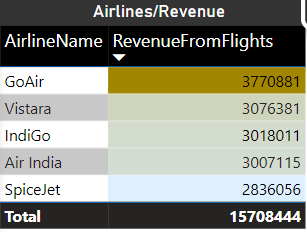 Airlines/Revenue
AirlineName RevenueFromFlights
GoAir 3770881
Vistara 3076381
IndiGo 3018011
Air India 3007115
SpiceJet 2836056
Total 15708444